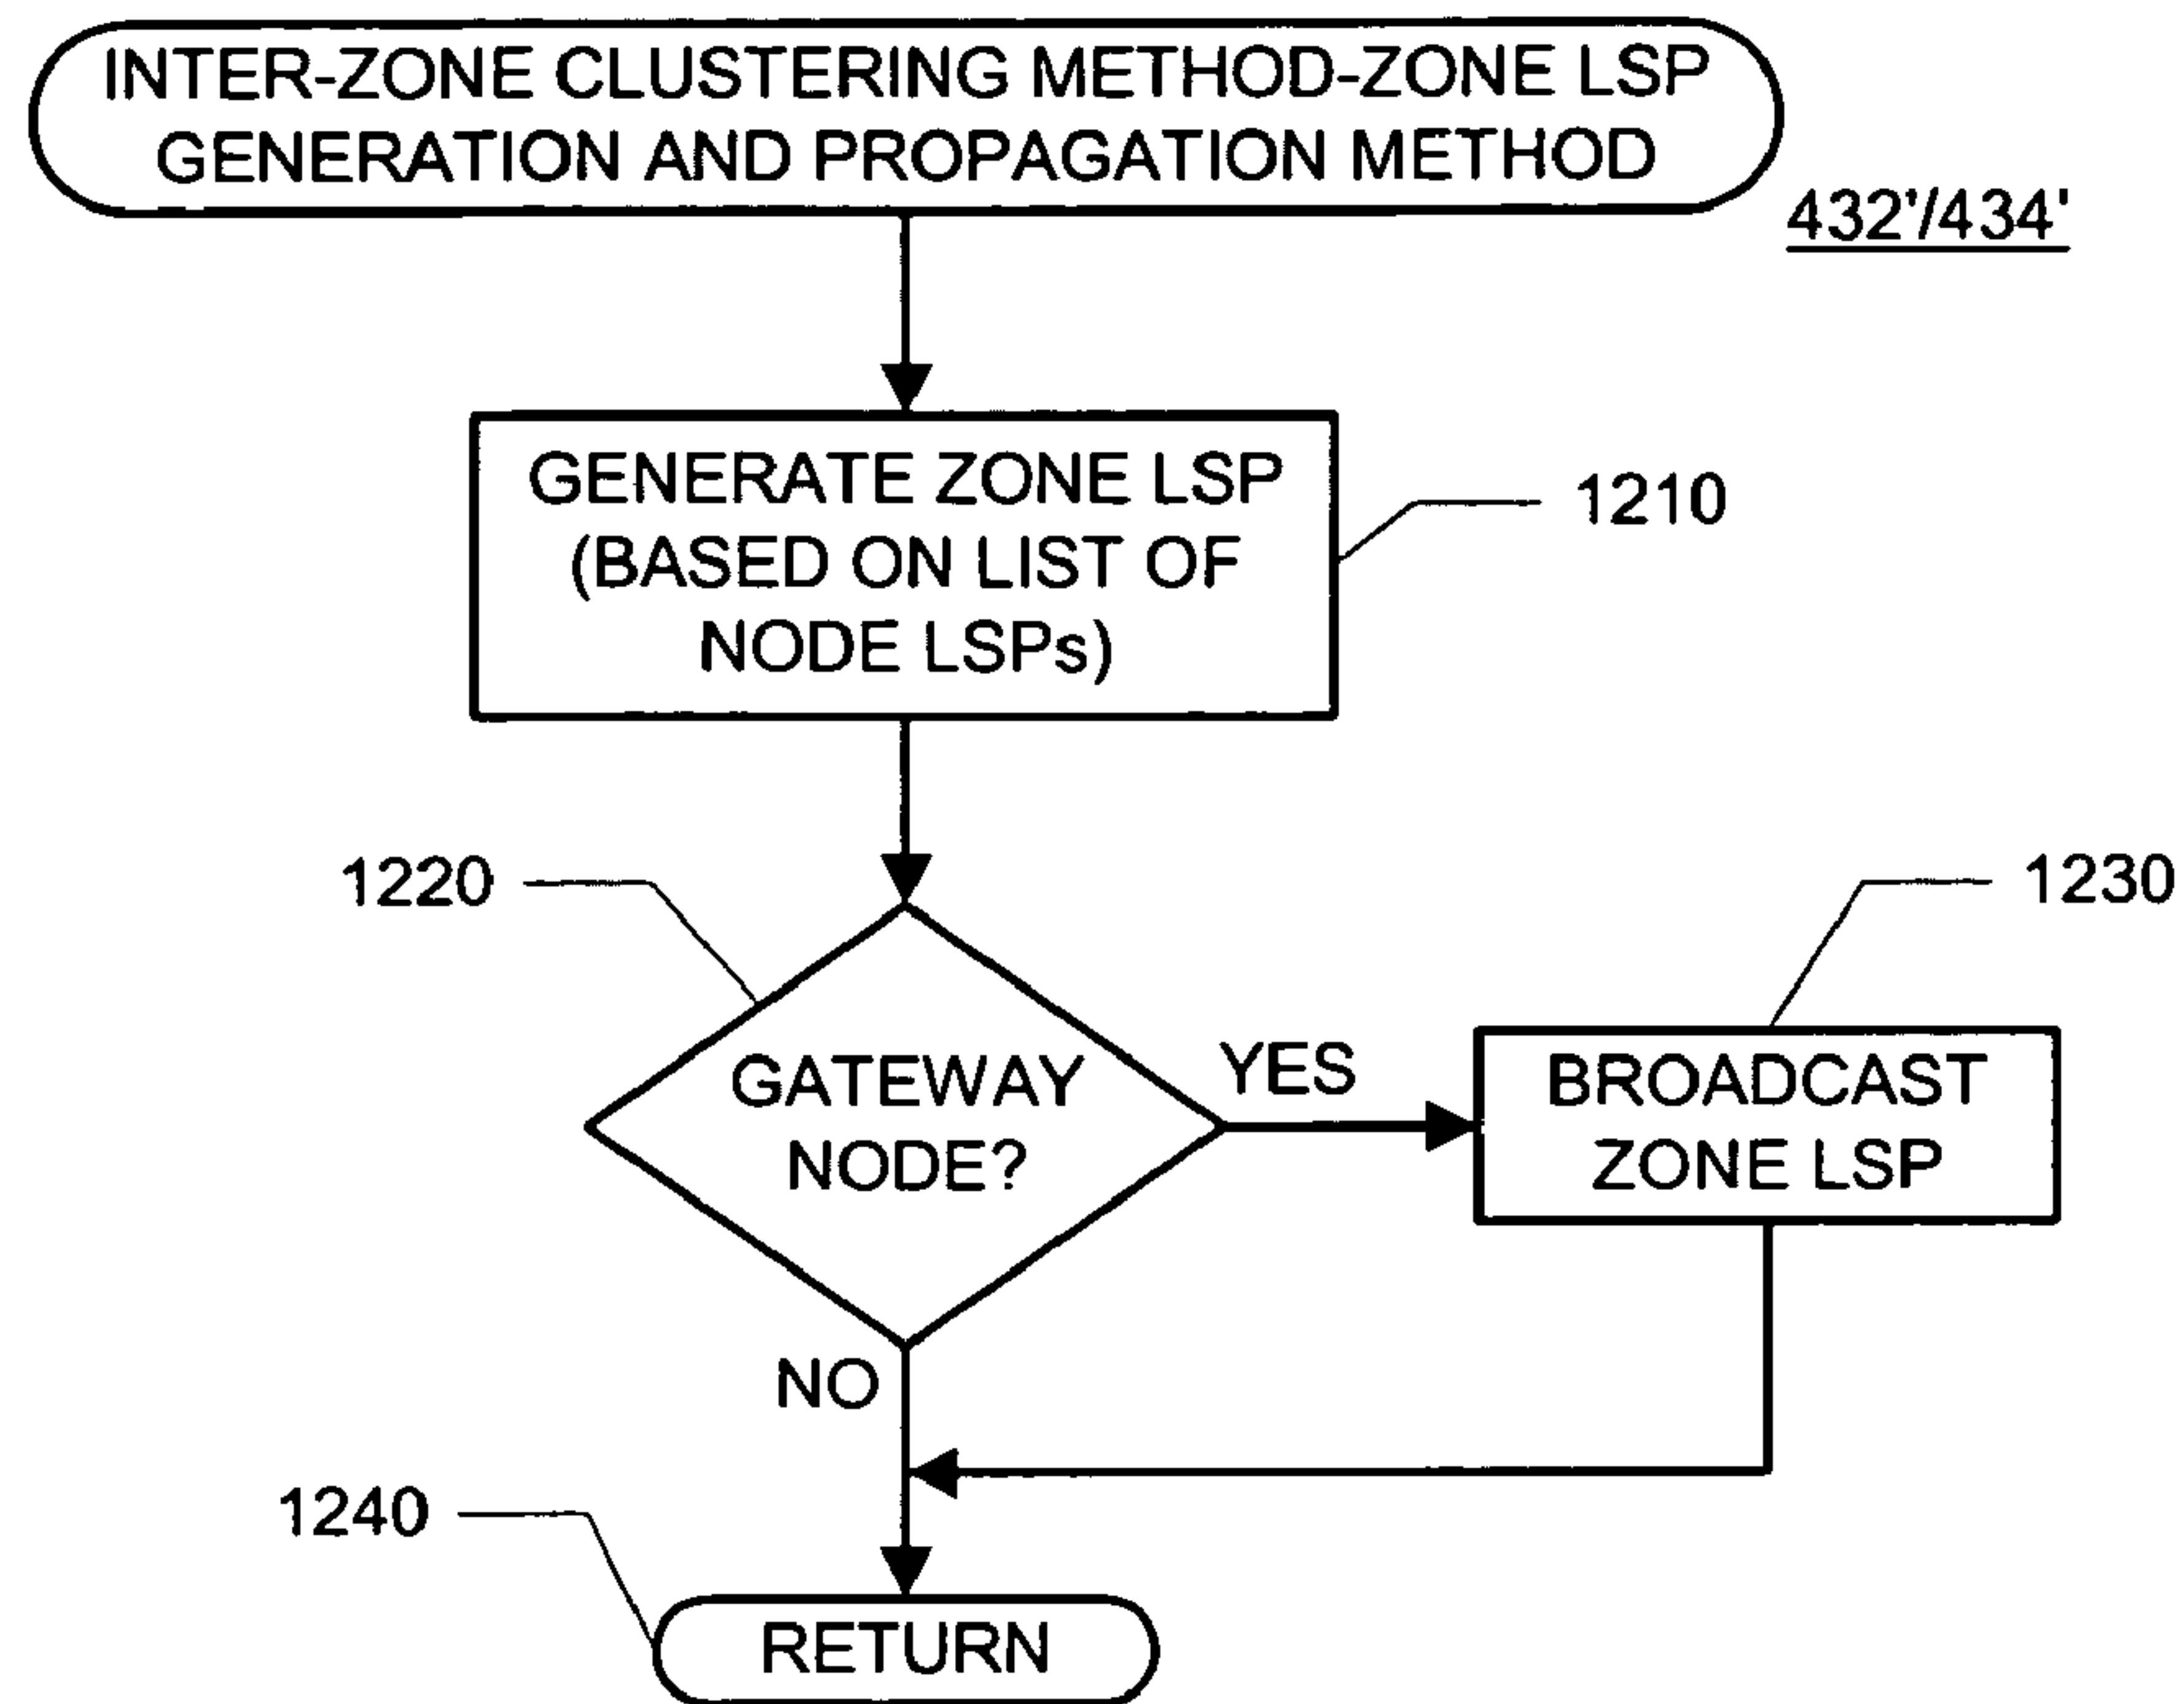 INTER-ZONE CLUSTERING METHOD-ZONE LSP
GENERATION AND PROPAGATION METHOD
432'/434'
GENERATE ZONE LSP
(BASED ON LIST OF
NODE LSPs)
1210
1220
GATEWAY
NODE?
YES
1230
BROADCAST
ZONE LSP
NO
1240
RETURN